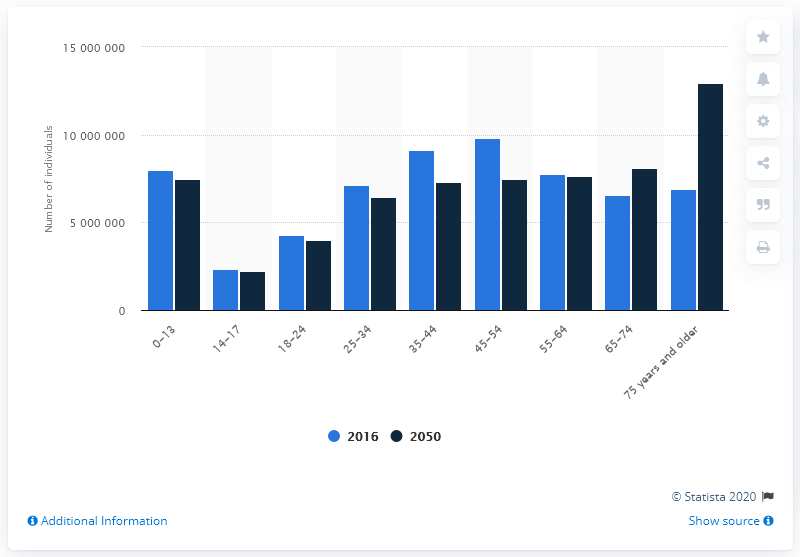 15 000 000
10 000 000
5 000 000
0
Number of individuals
0–13
14–17
18–24
25–34
35–44
45–54
55–64
65–74
75 years and older
2016 2050
© Statista 2020
Additional Information
Show source